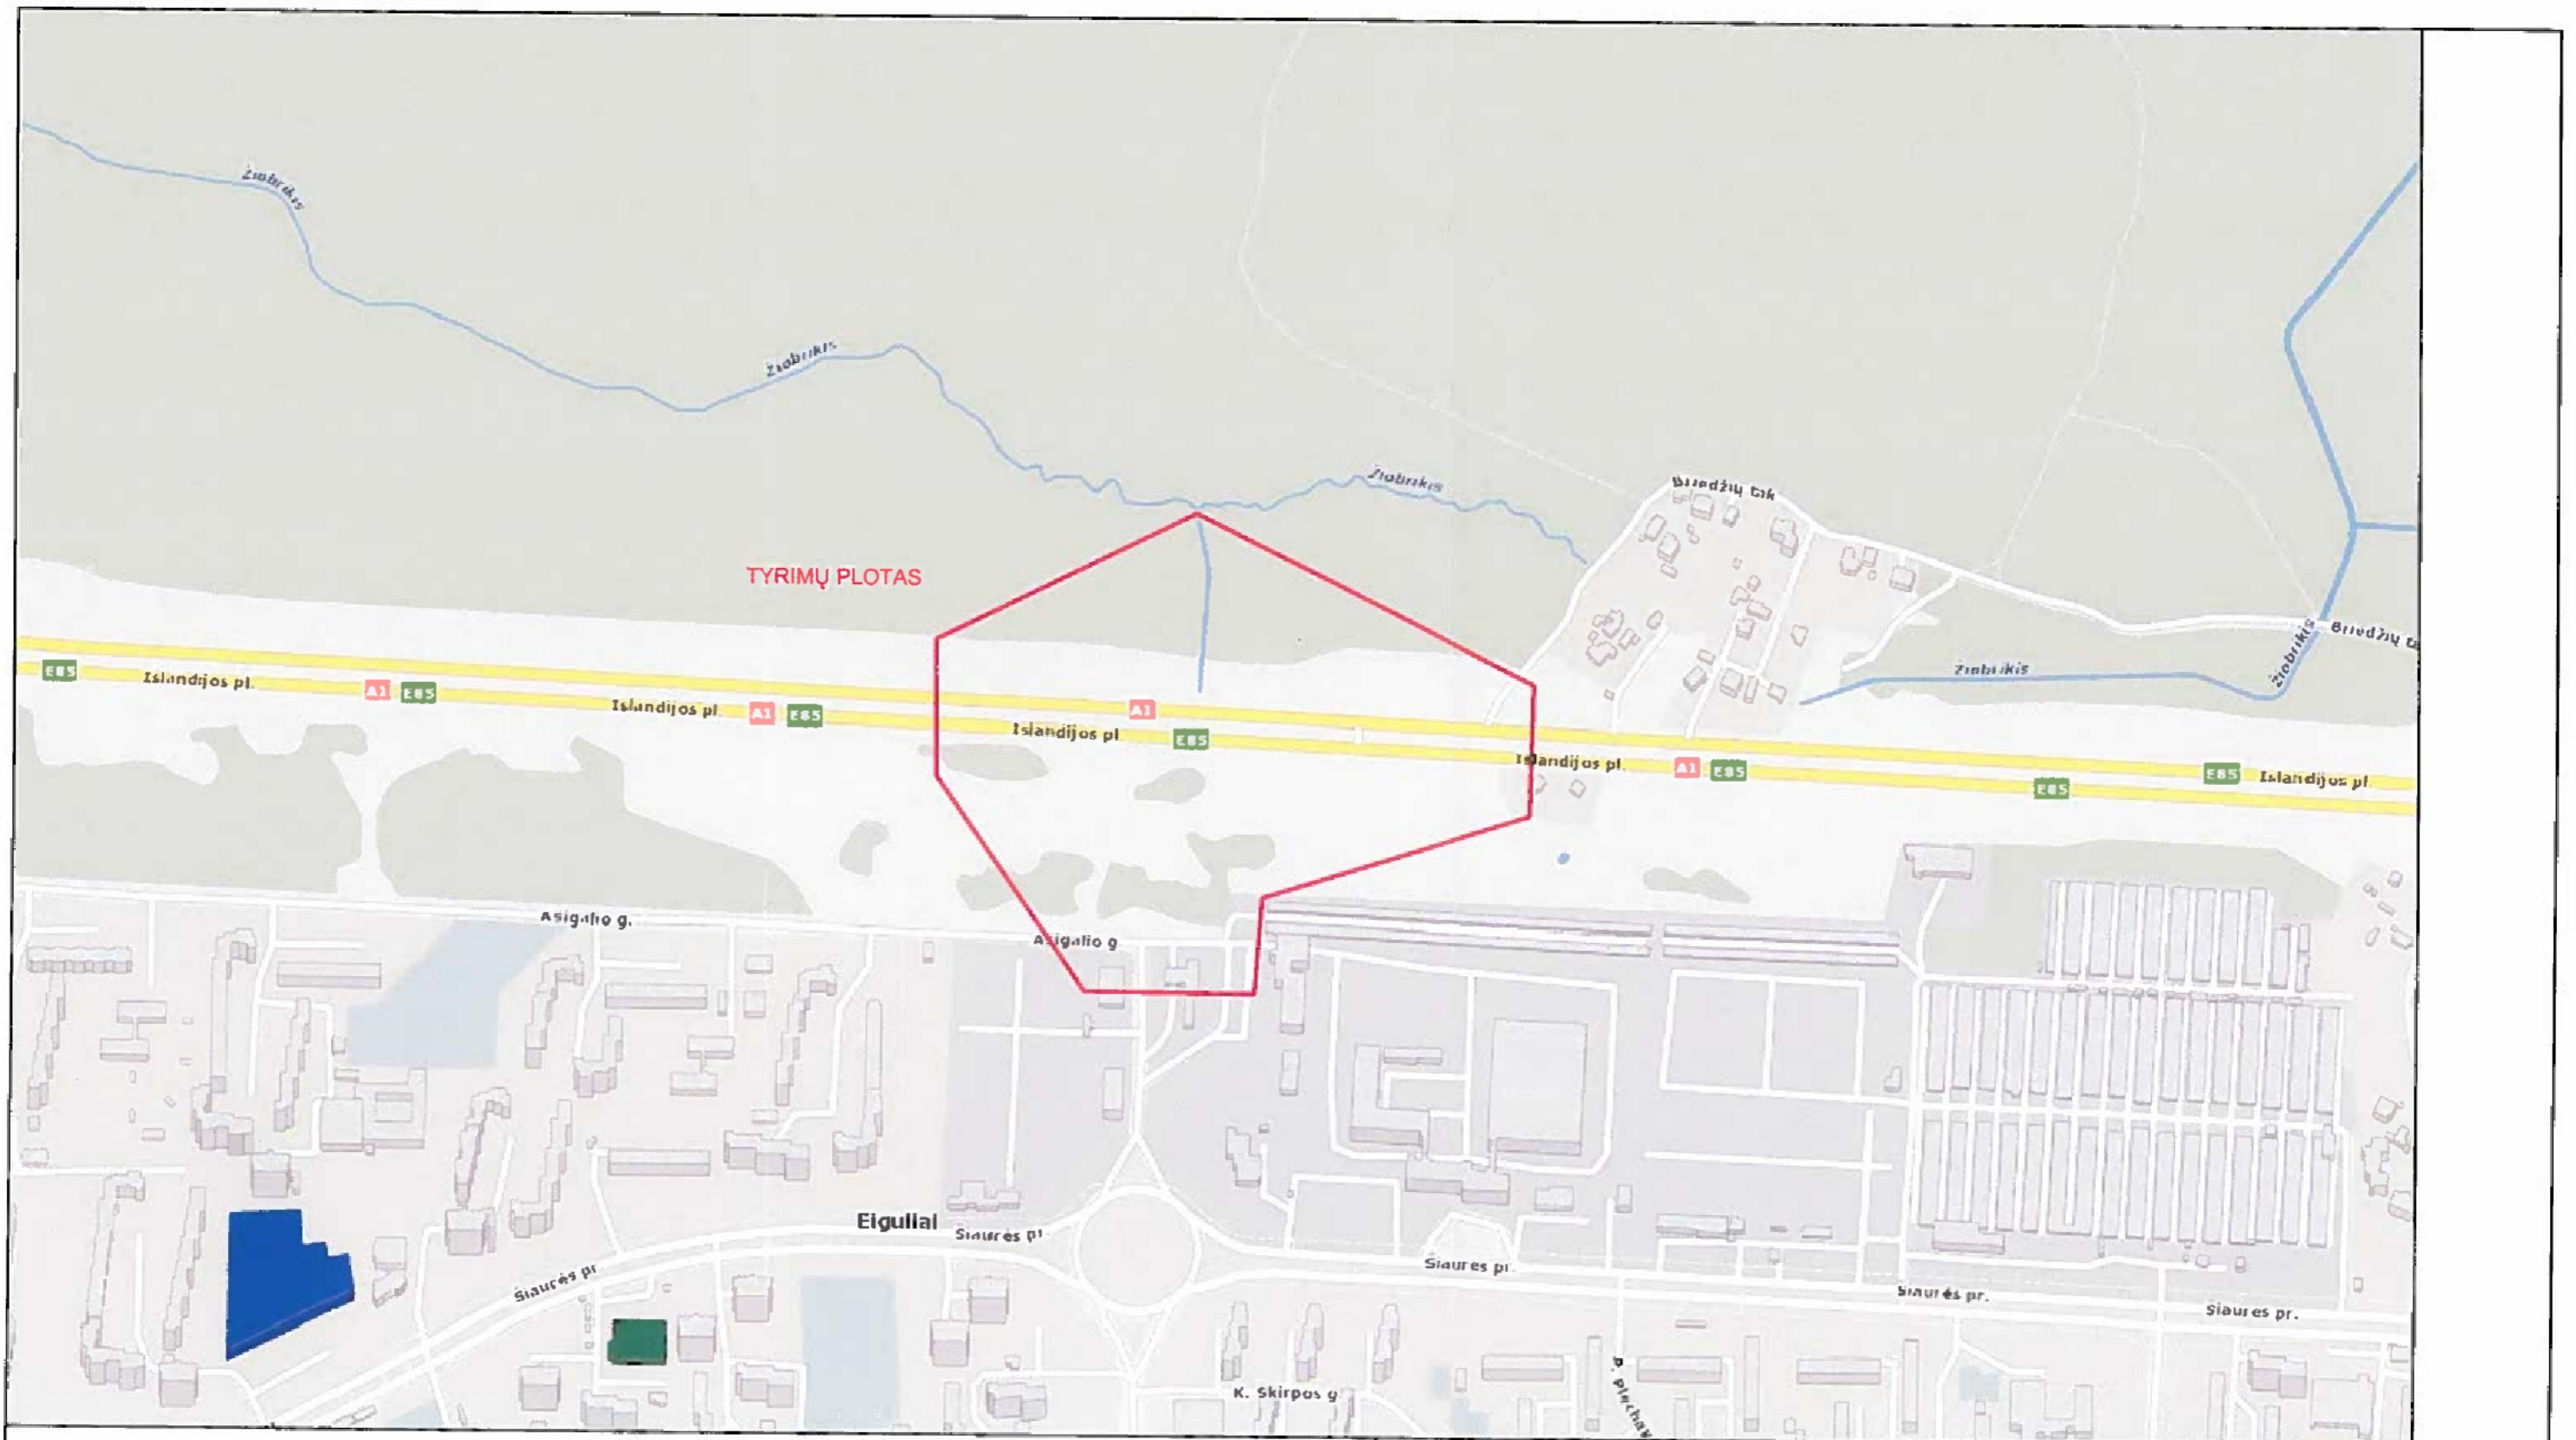 Žiobrikis
Žiobrikis
Žiobrikis
Briedžių tak
TYRIMŲ PLOTAS
Briedžių ta
Žiobrikis
Žiobrikis
E85
Islandijos pl.
A1
E85
Islandijos pl.
A1
E85
A1
Islandijos pl
E85
Islandijos pl.
A1
E85
E85
E85
Islandijos pl.
Asigalio g.
Asigalio g
Eiguliai
Šiaurės pr.
Šiaurės pr
Šiaurės pr.
Šiaurės pr.
Šiaurės pr.
K. Škirpos g